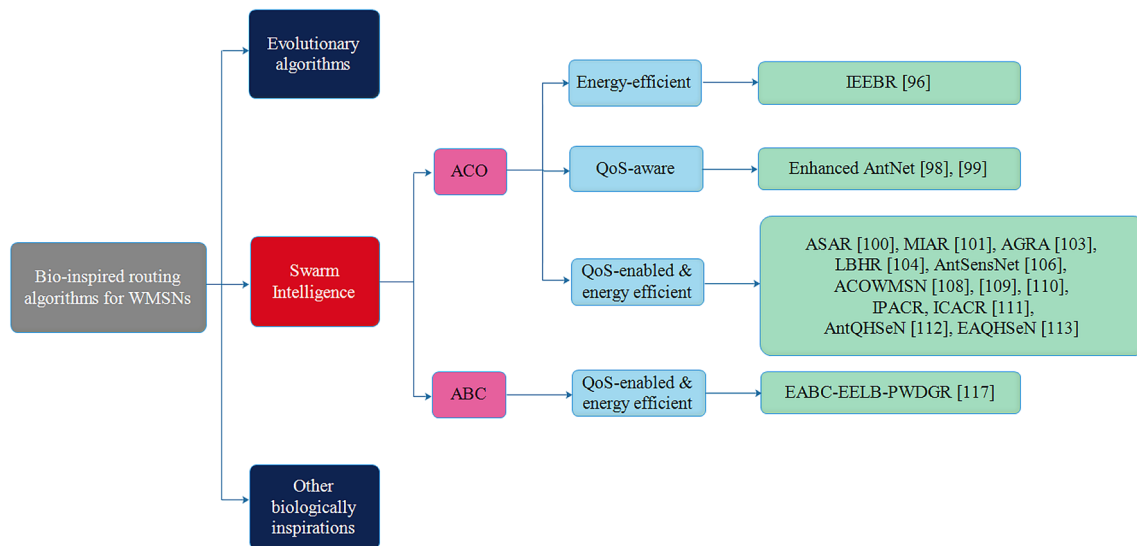 Evolutionary
algorithms
Energy-efficient
IEEBR [96]
ACO
QoS-aware
Enhanced AntNet [98], [99]
Bio-inspired routing
algorithms for WMSNs
Swarm
Intelligence
QoS-enabled &
energy efficient
ASAR [100], MIAR [101], AGRA [103],
LBHR [104], AntSensNet [106],
ACOWMSN [108], [109], [110],
IPACR, ICACR [111],
AntQHSeN [112], EAQHSeN [113]
ABC
QoS-enabled &
energy efficient
EABC-EELB-PWDGR [117]
Other
biologically
inspirations